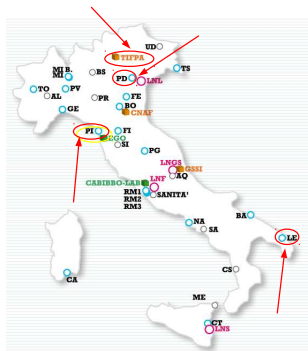 UD
TIFPA
MI B.
MI
BS
PD
TS
LNL
TO
PV
AL
PR
FE
BO
CNAF
GE
PI
FI
EGO
SI
PG
LNGS
GSSI
AQ
CABIBBO-LAB
LNF
RM1
RM2
RM3
SANITA'
BA
NA
SA
LE
CA
CS
ME
CT
LNS